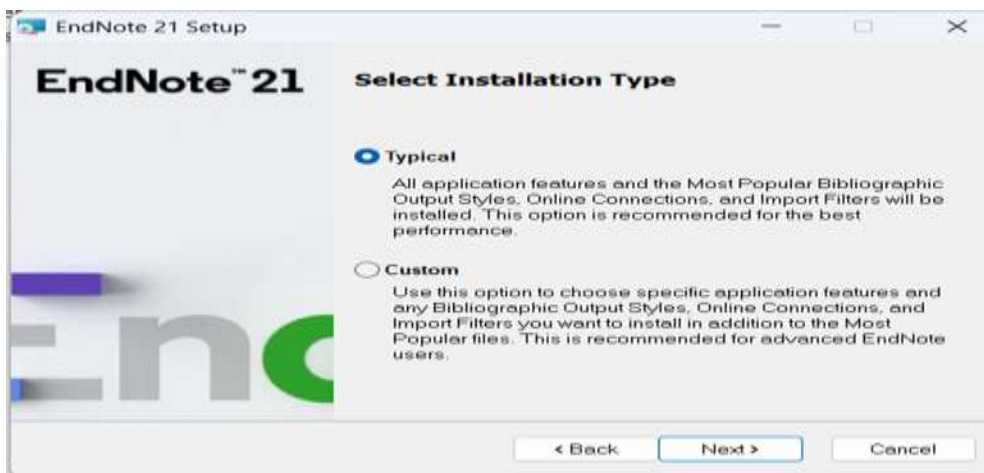 EndNote 21 Setup
EndNote™21
Select Installation Type
Typical
All application features and the Most Popular Bibliographic
Output Styles, Online Connections, and Import Filters will be
installed. This option is recommended for the best
performance.
Custom
Use this option to choose specific application features and
any Bibliographic Output Styles, Online Connections, and
Import Filters you want to install in addition to the Most
Popular files. This is recommended for advanced EndNote
users.
Enc
< Back
Next >
Cancel